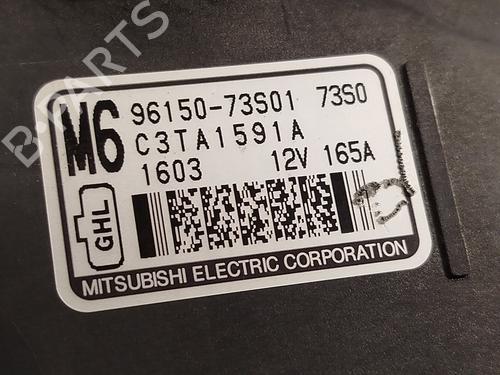 B-PARTS
M6
96150-73S01 73S0
C3TA1591A
1603 12V 165A
GHL
MITSUBISHI ELECTRIC CORPORATION